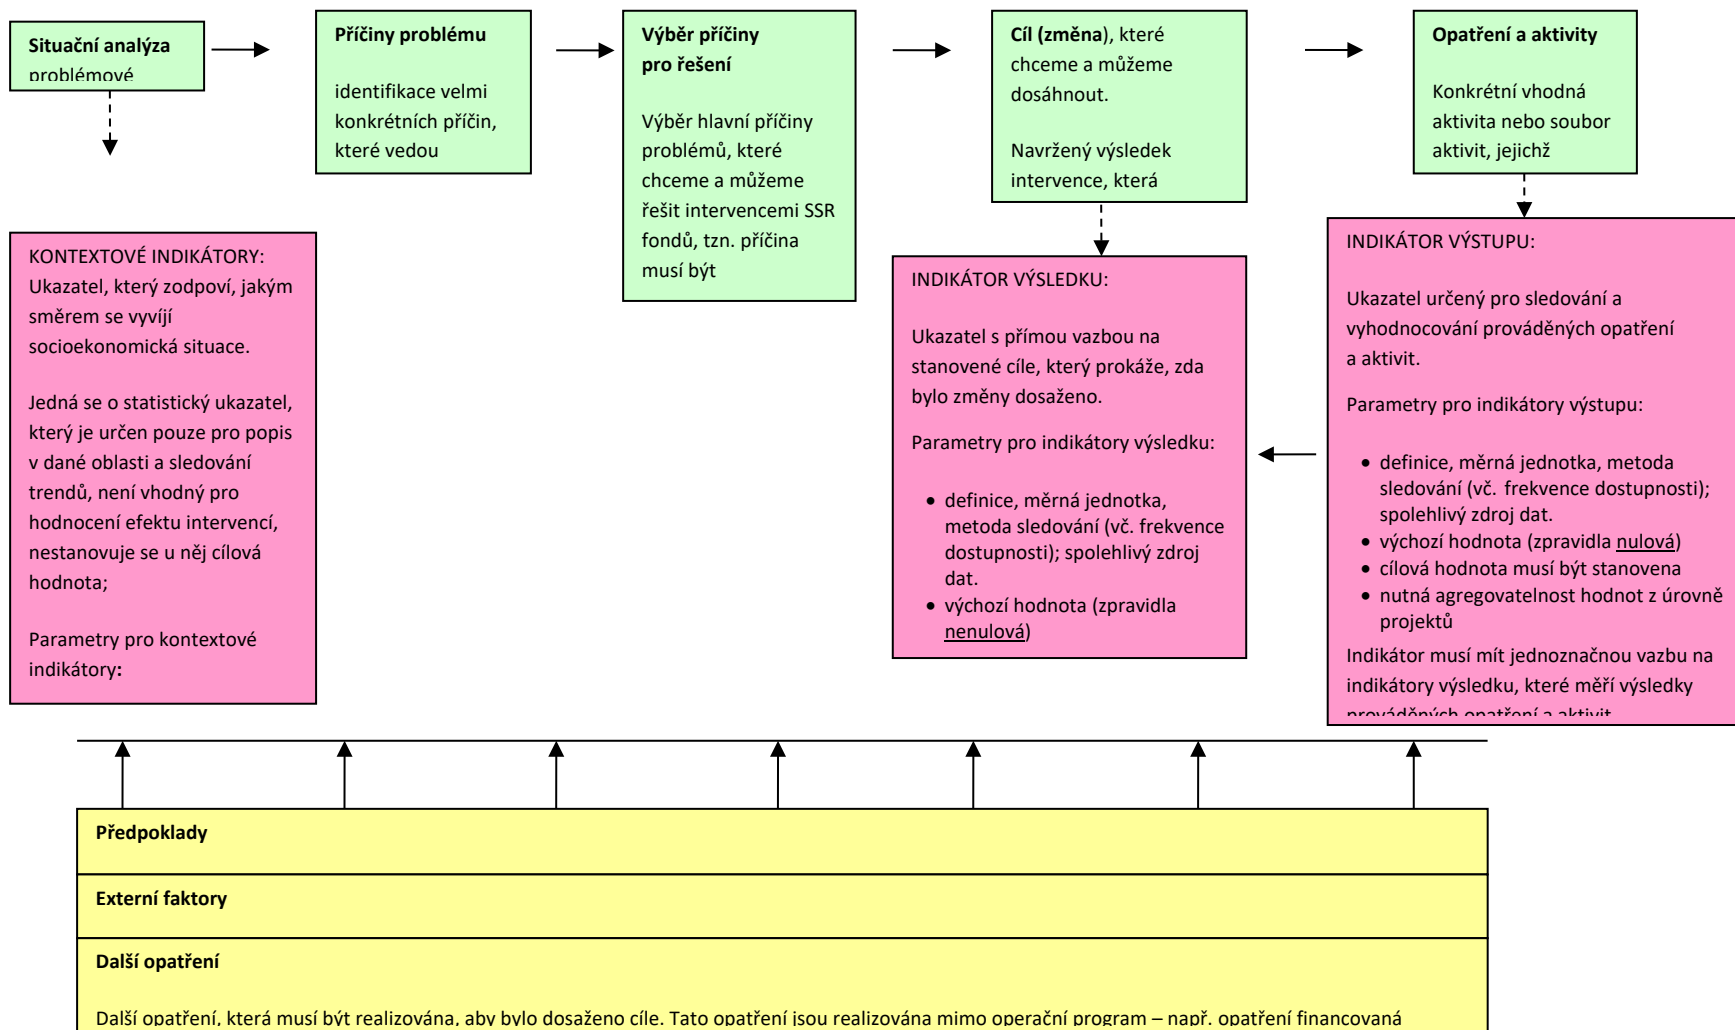 Situační analýza
problémové
Příčiny problému
identifikace velmi
konkrétních příčin,
které vedou
Výběr příčiny
pro řešení
Výběr hlavní příčiny
problémů, které
chceme a můžeme
řešit intervencemi SSR
fondů, tzn. příčina
musí být
Cíl (změna), které
chceme a můžeme
dosáhnout.
Navržený výsledek
intervence, která
Opatření a aktivity
Konkrétní vhodná
aktivita nebo soubor
aktivit, jejichž
KONTEXTOVÉ INDIKÁTORY:
Ukazatel, který zodpoví, jakým
směrem se vyvíjí
socioekonomická situace.
Jedná se o statistický ukazatel,
který je určen pouze pro popis
v dané oblasti a sledování
trendů, není vhodný pro
hodnocení efektu intervencí,
nestanovuje se u něj cílová
hodnota;
Parametry pro kontextové
indikátory:
INDIKÁTOR VÝSLEDKU:
Ukazatel s přímou vazbou na
stanovené cíle, který prokáže, zda
bylo změny dosaženo.
Parametry pro indikátory výsledku:
• definice, měrná jednotka,
metoda sledování (vč. frekvence
dostupnosti); spolehlivý zdroj
dat.
• výchozí hodnota (zpravidla
nenulová)
INDIKÁTOR VÝSTUPU:
Ukazatel určený pro sledování a
vyhodnocování prováděných opatření
a aktivit.
Parametry pro indikátory výstupu:
• definice, měrná jednotka, metoda
sledování (vč. frekvence dostupnosti);
spolehlivý zdroj dat.
• výchozí hodnota (zpravidla nulová)
• cílová hodnota musí být stanovena
• nutná agregovatelnost hodnot z úrovně
projektů
Indikátor musí mít jednoznačnou vazbu na
indikátory výsledku, které měří výsledky
prováděných opatření a aktivit
Předpoklady
Externí faktory
Další opatření
Další opatření, která musí být realizována, aby bylo dosaženo cíle. Tato opatření jsou realizována mimo operační program – např. opatření financovaná